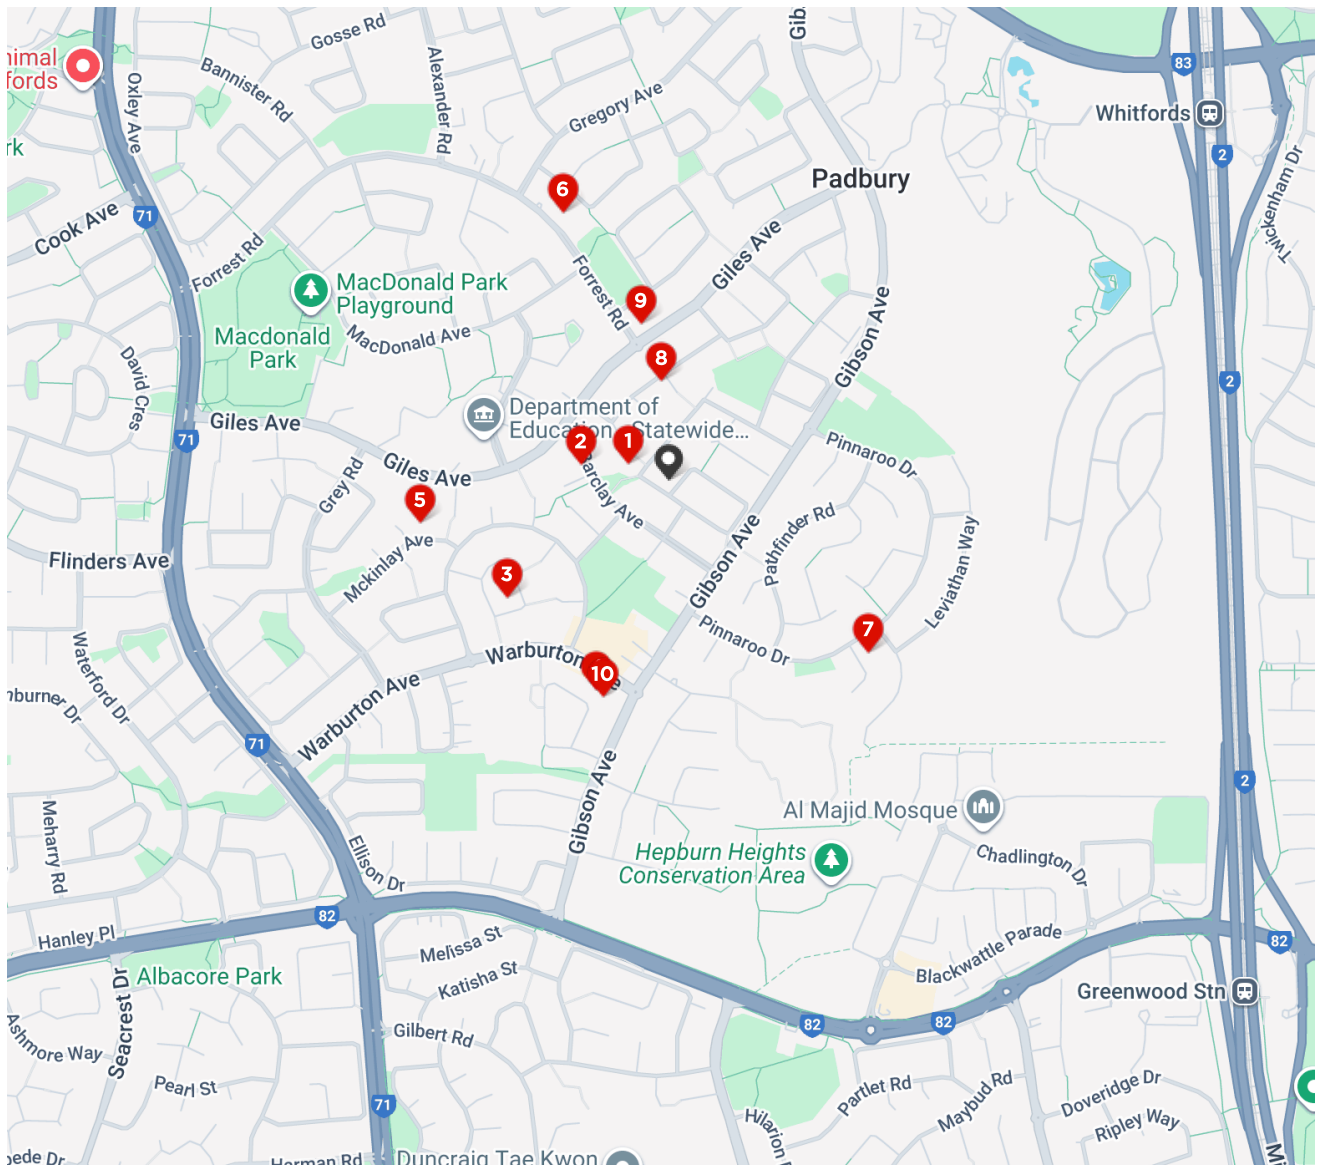 Gosse Rd
Gib
nimal
fords
Bannister Rd
Alexander Rd
83
Oxley Ave
Gregory Ave
Whitfords
rk
2
Padbury
6
Twickenham Dr
Cook Ave
71
Forrest Rd
Giles Ave
MacDonald Park
Playground
Forrest Rd
9
Macdonald
Park
MacDonald Ave
Gibson Ave
David Cres
8
2
Department of
Education - Statewide...
Giles Ave
71
2
1
Pinnaroo Dr
Giles Ave
Grey Rd
Barclay Ave
5
Pathfinder Rd
Gibson Ave
Leviathan Way
Flinders Ave
Mckinlay Ave
3
7
Pinnaroo Dr
Waterford Dr
Warburton
10
Warburton Ave
nburner Dr
71
2
Gibson Ave
Al Majid Mosque
Meharry Rd
Hepburn Heights
Conservation Area
Ellison Dr
Chadlington Dr
82
Hanley Pl
Melissa St
Blackwattle Parade
82
Albacore Park
Katisha St
Greenwood Stn
Seacrest Dr
82
82
Ashmore Way
Gilbert Rd
Pearl St
Partlet Rd
Maybud Rd
Doveridge Dr
71
Ripley Way
Hilarion
Mi
oede Dr
Harman Rd
Duncraig Tae Kwon